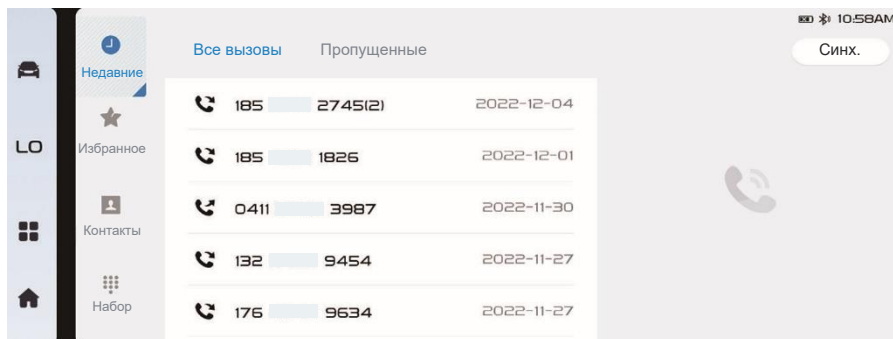 10:58AM
Все вызовы Пропущенные Синх.
Недавние
185 2745(2) 2022-12-04
Избранное
LO
185 1826 2022-12-01
0411 3987 2022-11-30
Контакты
132 9454 2022-11-27
Набор
176 9634 2022-11-27